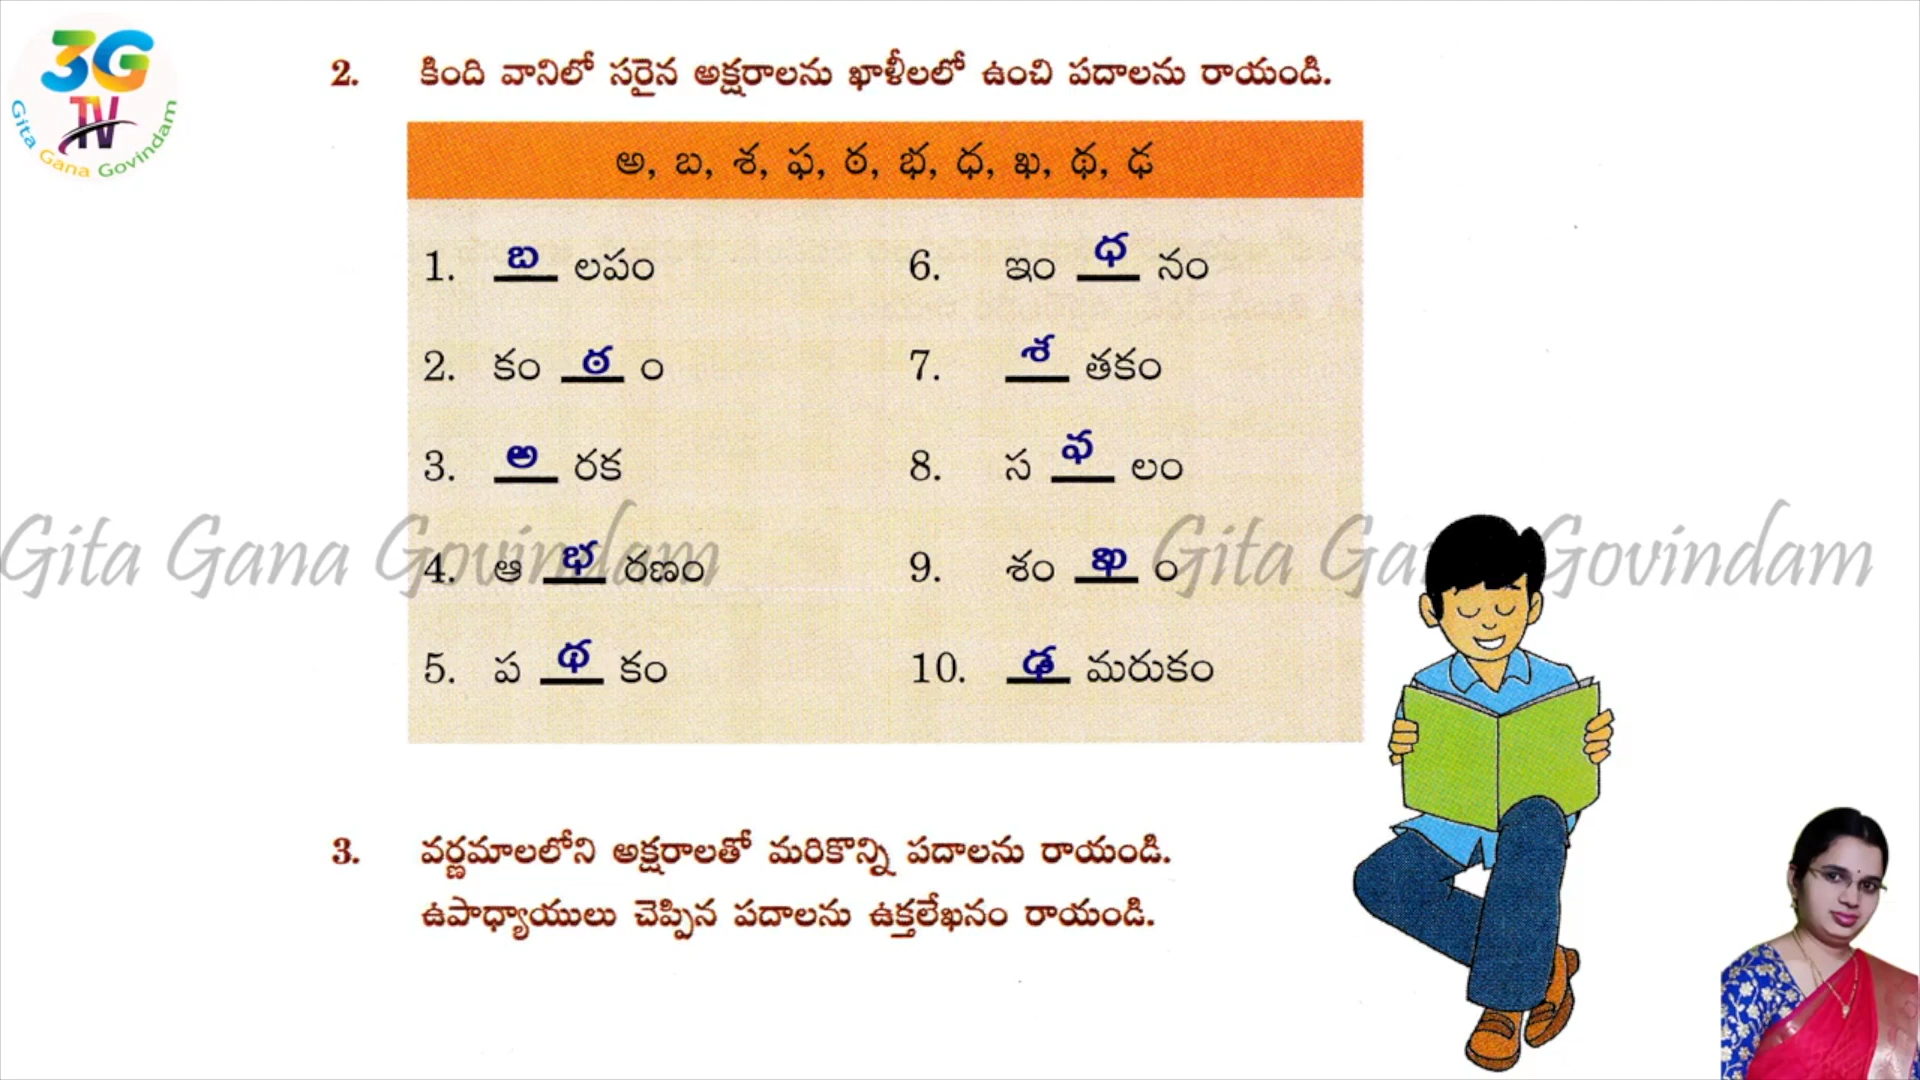 3G
TV
Gita Gana Govindam
2. కింది వానిలో సరైన అక్షరాలను ఖాళీలలో ఉంచి పదాలను రాయండి.
అ, బ, శ, ఫ, ఠ, భ, ధ, ఖ, థ, ఢ
1. బ లపం
2. కం ఠ ం
3. అ రక
4. ఆ భ రణం
5. ప థ కం
6. ఇం ధ నం
7. శ తకం
8. స ఫ లం
9. శం ఖ ం
10. ఢ మరుకం
Gita Gana Govindam
Gita Gana Govindam
3. వర్ణమాలలోని అక్షరాలతో మరికొన్ని పదాలను రాయండి.
ఉపాధ్యాయులు చెప్పిన పదాలను ఉక్తలేఖనం రాయండి.